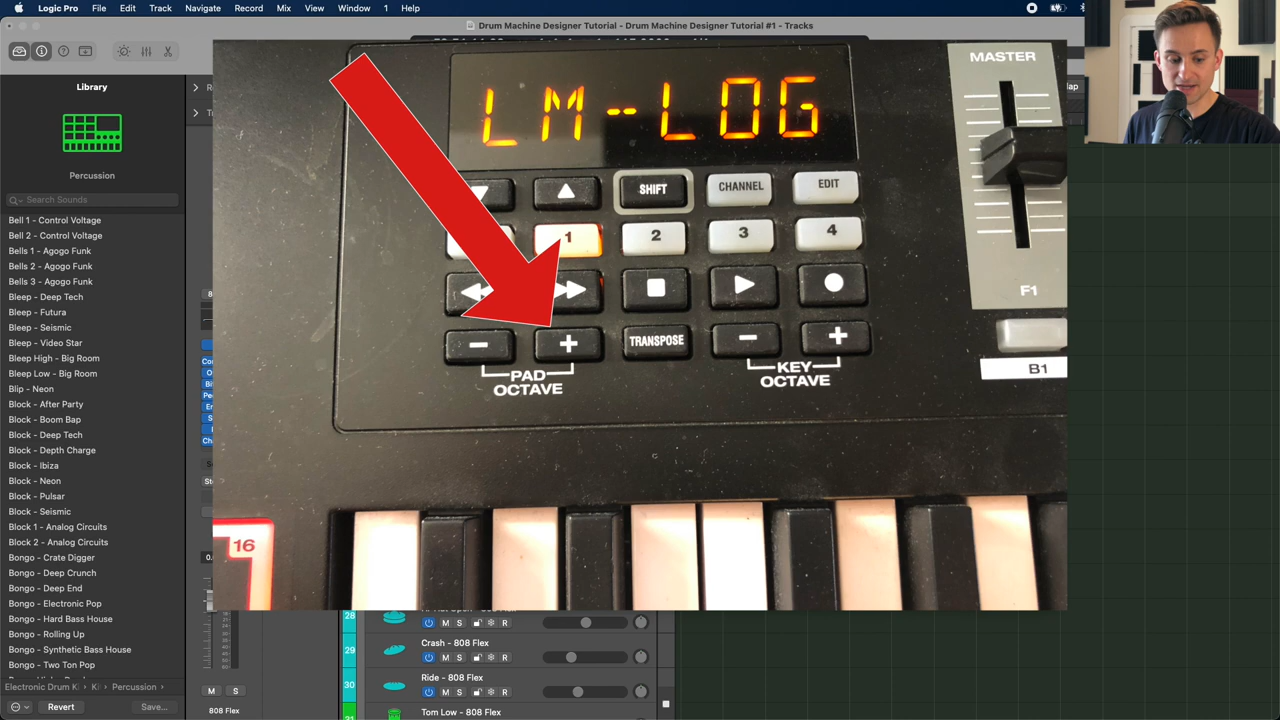 Logic Pro File Edit Track Navigate Record Mix View Window 1 Help
Drum Machine Designer Tutorial - Drum Machine Designer Tutorial #1 - Tracks
Library
Percussion
Search Sounds
Bell 1 - Control Voltage
Bell 2 - Control Voltage
Bells 1 - Agogo Funk
Bells 2 - Agogo Funk
Bells 3 - Agogo Funk
Bleep - Deep Tech
Bleep - Futura
Bleep - Seismic
Bleep - Video Star
Bleep High - Big Room
Bleep Low - Big Room
Blip - Neon
Block - After Party
Block - Boom Bap
Block - Deep Tech
Block - Depth Charge
Block - Ibiza
Block - Neon
Block - Pulsar
Block - Seismic
Block 1 - Analog Circuits
Block 2 - Analog Circuits
Bongo - Crate Digger
Bongo - Deep Crunch
Bongo - Deep End
Bongo - Electronic Pop
Bongo - Hard Bass House
Bongo - Rolling Up
Bongo - Synthetic Bass House
Bongo - Two Ton Pop
Percussion
Revert
Save...
LM-LOG
SHIFT CHANNEL EDIT
1 2 3 4
- + TRANSPOSE - +
PAD OCTAVE
KEY OCTAVE
MASTER
F1
B1
16
M S
808 Flex
28
M S R
29 Crash - 808 Flex
M S R
30 Ride - 808 Flex
M S R
Tom Low - 808 Flex